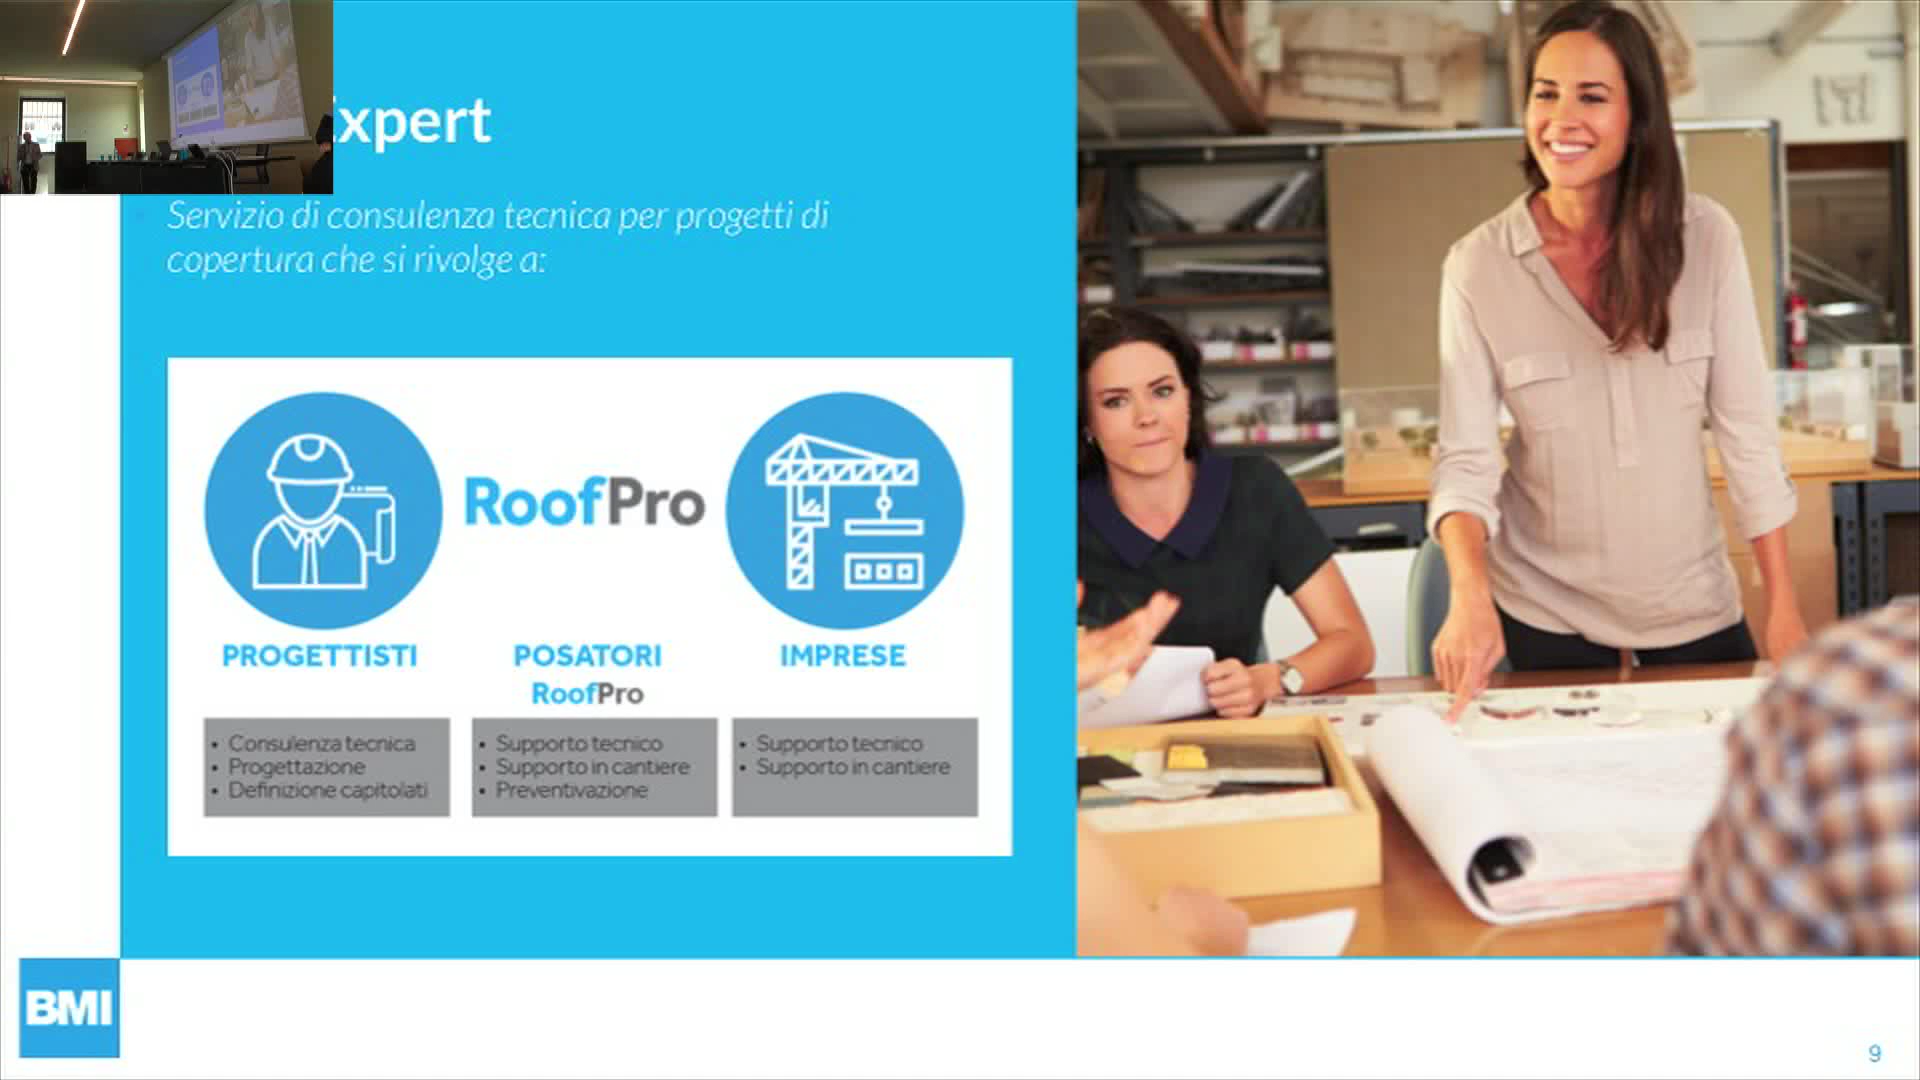 Expert
Servizio di consulenza tecnica per progetti di
copertura che si rivolge a:
RoofPro
PROGETTISTI
POSATORI
RoofPro
IMPRESE
• Consulenza tecnica
• Progettazione
• Definizione capitolati
• Supporto tecnico
• Supporto in cantiere
• Preventivazione
• Supporto tecnico
• Supporto in cantiere
BMI
9